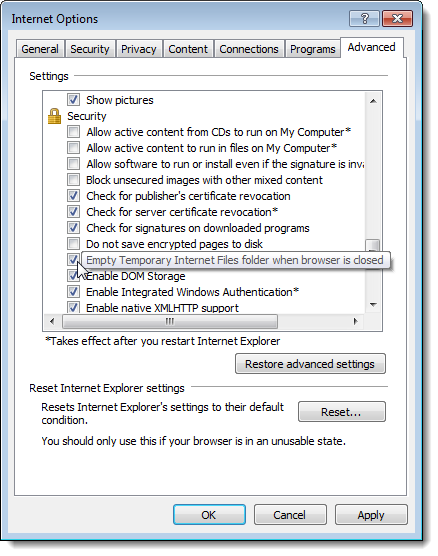 Internet Options
General Security Privacy Content Connections Programs Advanced
Settings
Show pictures
Security
Allow active content from CDs to run on My Computer*
Allow active content to run in files on My Computer*
Allow software to run or install even if the signature is inva
Block unsecured images with other mixed content
Check for publisher's certificate revocation
Check for server certificate revocation*
Check for signatures on downloaded programs
Do not save encrypted pages to disk
Empty Temporary Internet Files folder when browser is closed
Enable DOM Storage
Enable Integrated Windows Authentication*
Enable native XMLHTTP support
*Takes effect after you restart Internet Explorer
Restore advanced settings
Reset Internet Explorer settings
Resets Internet Explorer's settings to their default
condition.
Reset...
You should only use this if your browser is in an unusable state.
OK Cancel Apply